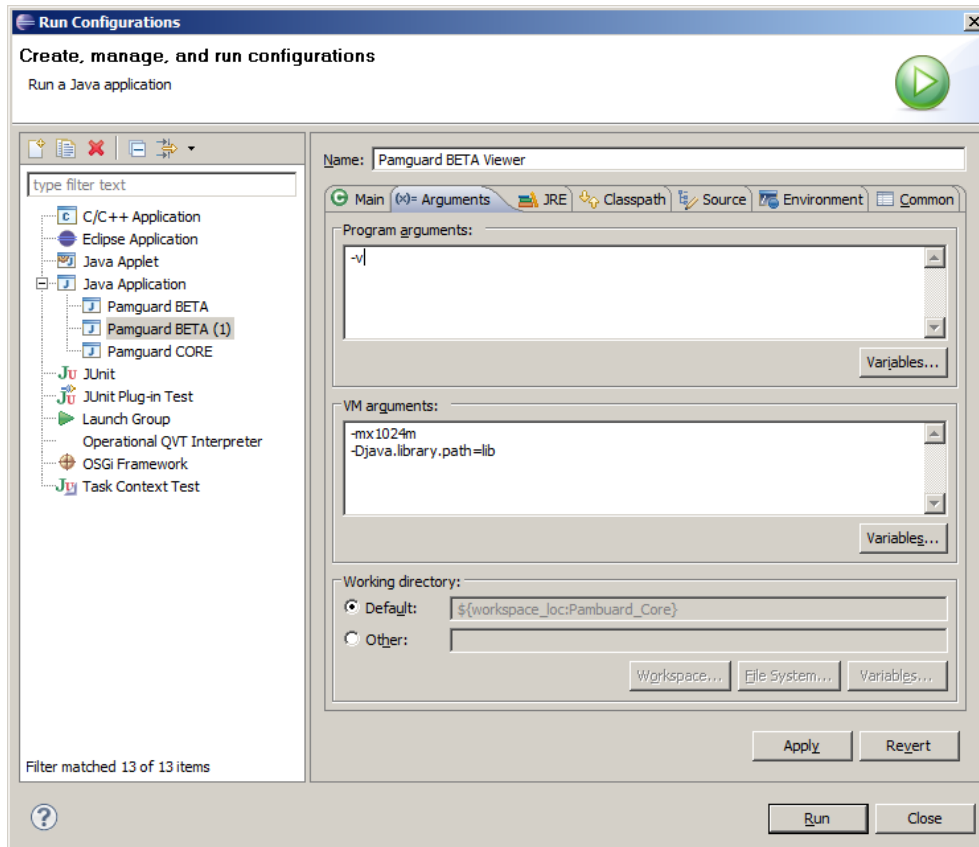 Run Configurations
Create, manage, and run configurations
Run a Java application
type filter text
C/C++ Application
Eclipse Application
Java Applet
Java Application
Pamguard BETA
Pamguard BETA (1)
Pamguard CORE
JUnit
JUnit Plug-in Test
Launch Group
Operational QVT Interpreter
OSGi Framework
Task Context Test
Filter matched 13 of 13 items
Name: Pamguard BETA Viewer
Main (x)= Arguments JRE Classpath Source Environment Common
Program arguments:
-v
Variables...
VM arguments:
-mx1024m
-Djava.library.path=lib
Variables...
Working directory:
Default: ${workspace_loc:Pambuard_Core}
Other:
Workspace... File System... Variables...
Apply Revert
Run Close